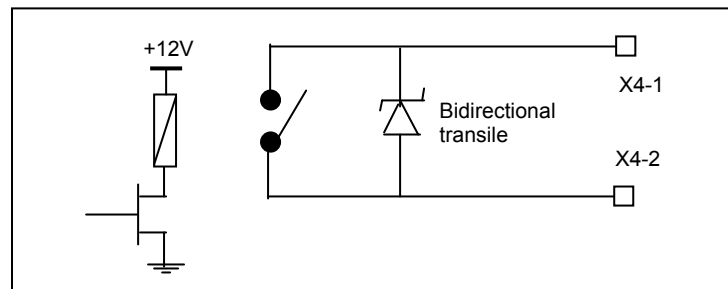 +12V
X4-1
Bidirectional
transile
X4-2